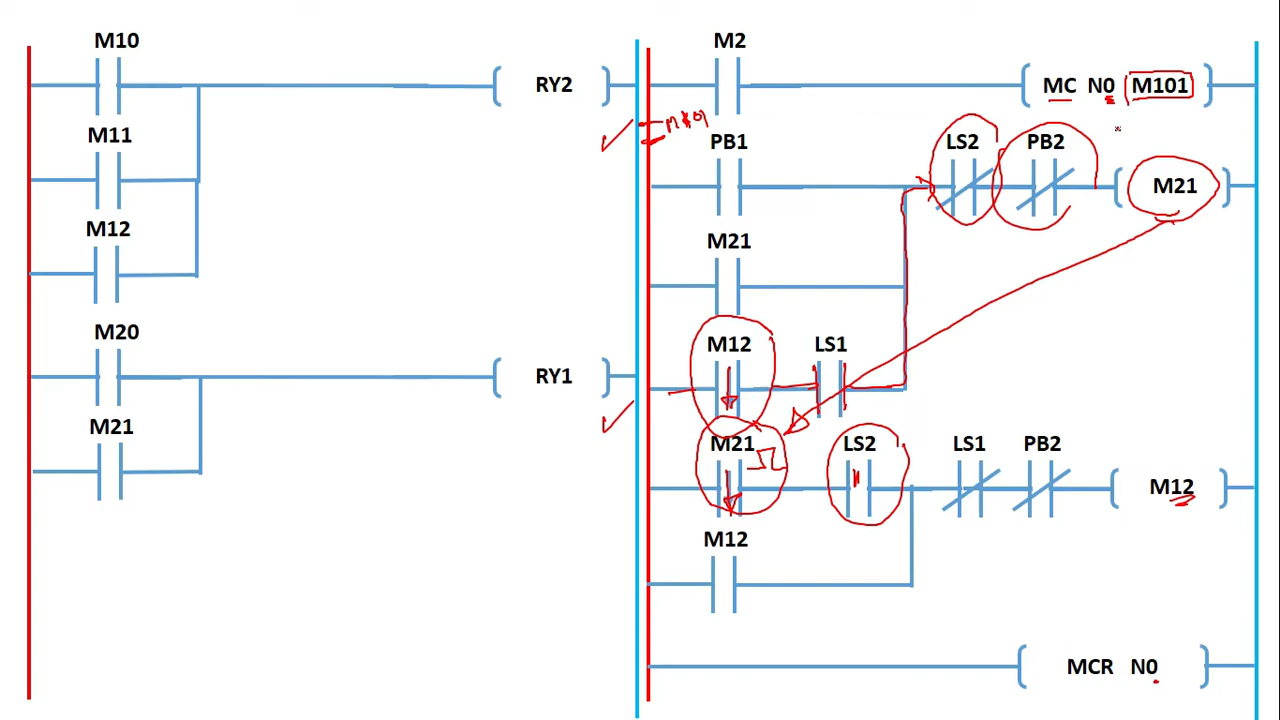 M10
RY2
M11
M12
M20
RY1
M21
M2
MC N0 M101
PB1
LS2 PB2
M21
M21
M12 LS1
M21 LS2 LS1 PB2
M12
M12
MCR N0